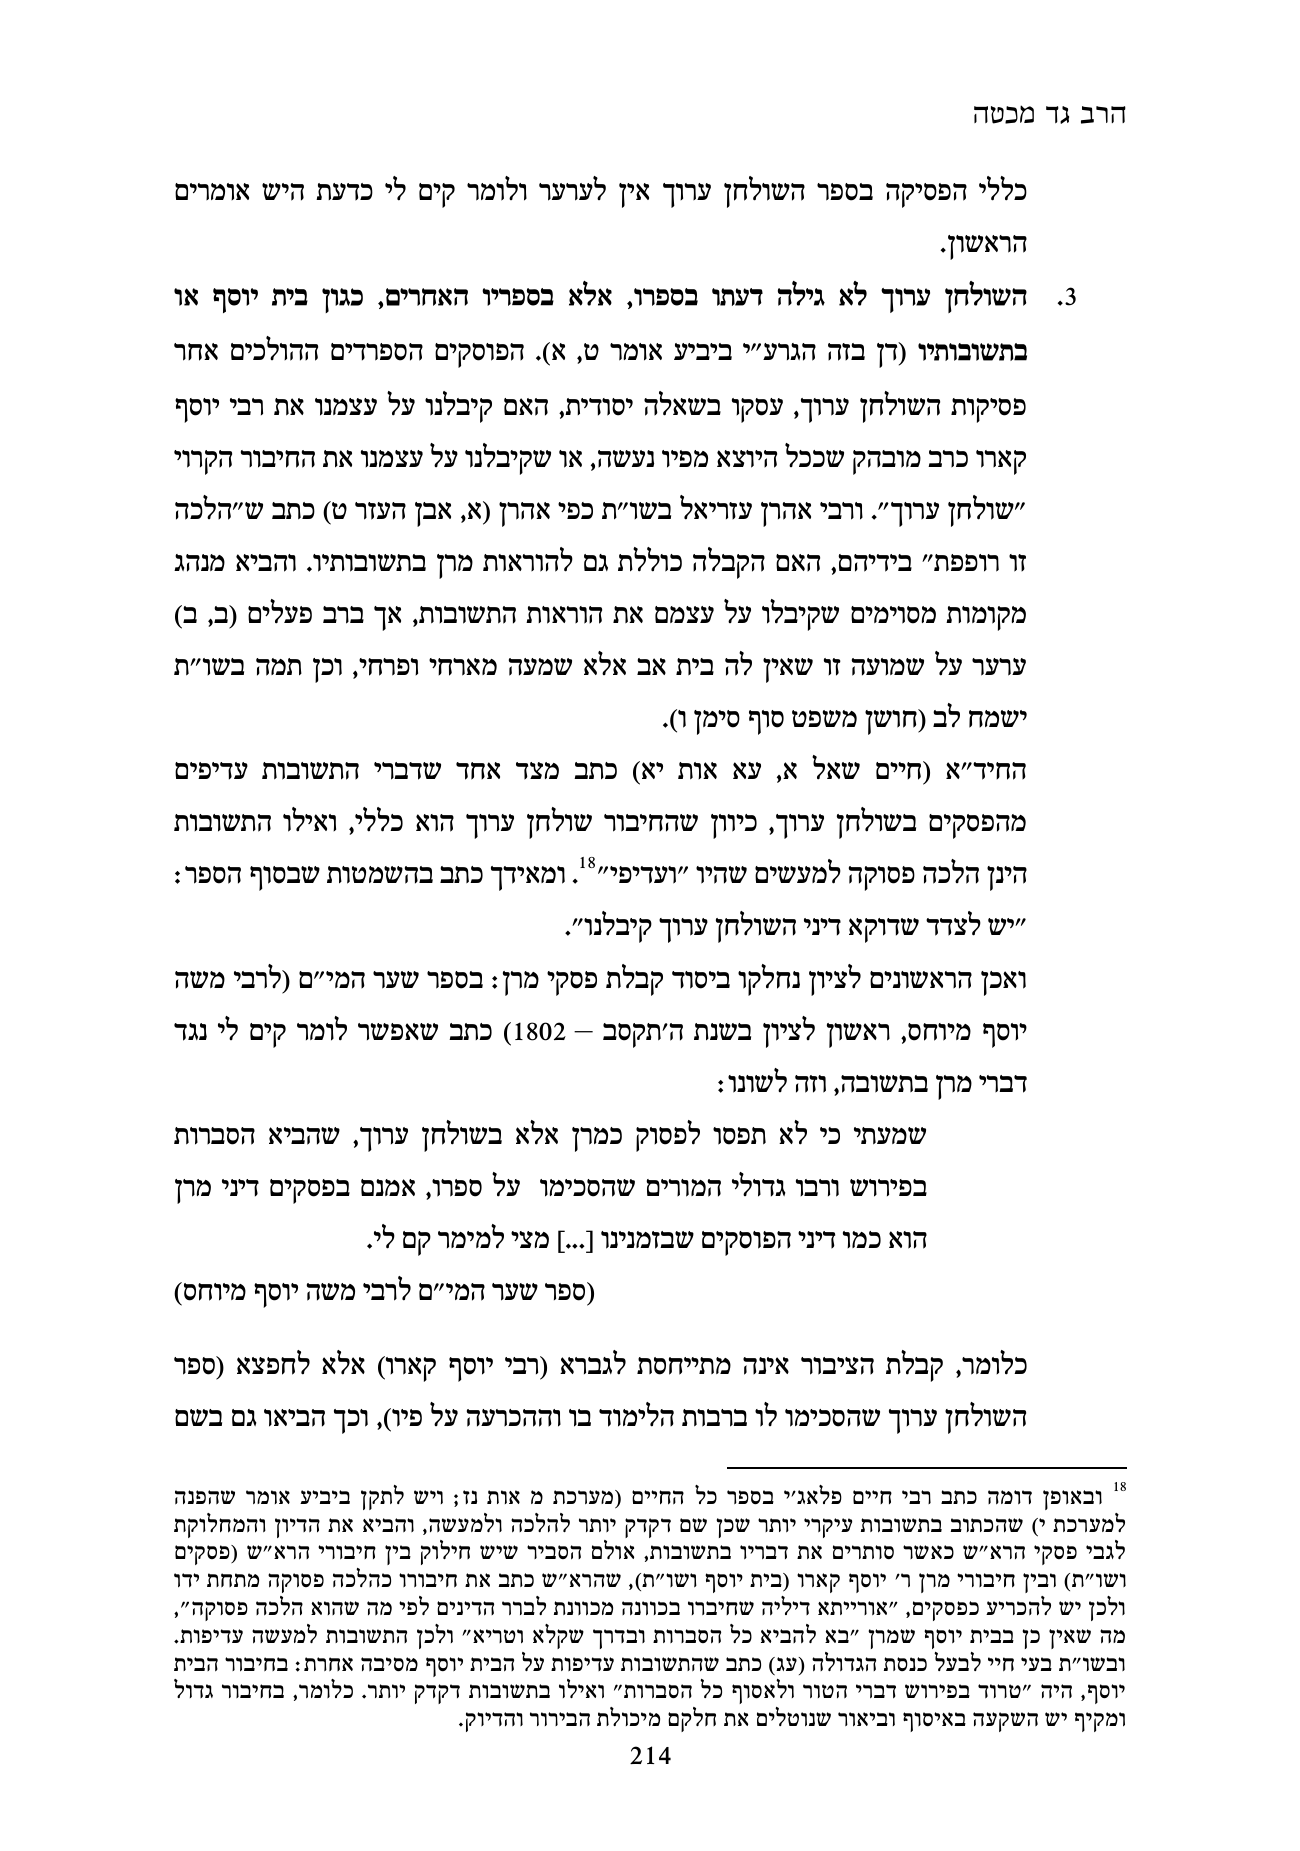 הרב גד מכטה
כללי הפסיקה בספר השולחן ערוך אין לערער ולומר קים לי כדעת היש אומרים
הראשון.
3. השולחן ערוך לא גילה דעתו בספרו, אלא בספריו האחרים, כגון בית יוסף או
בתשובותיו (דן בזה הגרע״י ביביע אומר ט, א). הפוסקים הספרדים ההולכים אחר
פסיקות השולחן ערוך, עסקו בשאלה יסודית, האם קיבלנו על עצמנו את רבי יוסף
קארו כרב מובהק שככל היוצא מפיו נעשה, או שקיבלנו על עצמנו את החיבור הקרוי
״שולחן ערוך״. ורבי אהרן עזריאל בשו״ת כפי אהרן (א, אבן העזר ט) כתב ש״הלכה
זו רופפת״ בידיהם, האם הקבלה כוללת גם להוראות מרן בתשובותיו. והביא מנהג
מקומות מסוימים שקיבלו על עצמם את הוראות התשובות, אך ברב פעלים (ב, ב)
ערער על שמועה זו שאין לה בית אב אלא שמעה מארחי ופרחי, וכן תמה בשו״ת
ישמח לב (חושן משפט סוף סימן ו).
החיד״א (חיים שאל א, עא אות יא) כתב מצד אחד שדברי התשובות עדיפים
מהפסקים בשולחן ערוך, כיוון שהחיבור שולחן ערוך הוא כללי, ואילו התשובות
הינן הלכה פסוקה למעשים שהיו ״ועדיפי״18. ומאידך כתב בהשמטות שבסוף הספר:
״יש לצדד שדוקא דיני השולחן ערוך קיבלנו״.
ואכן הראשונים לציון נחלקו ביסוד קבלת פסקי מרן: בספר שער המי״ם (לרבי משה
יוסף מיוחס, ראשון לציון בשנת ה׳תקסב – 1802) כתב שאפשר לומר קים לי נגד
דברי מרן בתשובה, וזה לשונו:
שמעתי כי לא תפסו לפסוק כמרן אלא בשולחן ערוך, שהביא הסברות
בפירוש ורבו גדולי המורים שהסכימו על ספרו, אמנם בפסקים דיני מרן
הוא כמו דיני הפוסקים שבזמנינו [...] מצי למימר קם לי.
(ספר שער המי״ם לרבי משה יוסף מיוחס)
כלומר, קבלת הציבור אינה מתייחסת לגברא (רבי יוסף קארו) אלא לחפצא (ספר
השולחן ערוך שהסכימו לו ברבות הלימוד בו וההכרעה על פיו), וכך הביאו גם בשם
18 ובאופן דומה כתב רבי חיים פלאג׳י בספר כל החיים (מערכת מ אות נז; ויש לתקן ביביע אומר שהפנה
למערכת י) שהכתוב בתשובות עיקרי יותר שכן שם דקדק יותר להלכה ולמעשה, והביא את הדיון והמחלוקת
לגבי פסקי הרא״ש כאשר סותרים את דבריו בתשובות, אולם הסביר שיש חילוק בין חיבורי הרא״ש (פסקים
ושו״ת) ובין חיבורי מרן ר׳ יוסף קארו (בית יוסף ושו״ת), שהרא״ש כתב את חיבורו כהלכה פסוקה מתחת ידו
ולכן יש להכריע כפסקים, ״אורייתא דיליה שחיברו בכוונה מכוונת לברר הדינים לפי מה שהוא הלכה פסוקה״,
מה שאין כן בבית יוסף שמרן ״בא להביא כל הסברות ובדרך שקלא וטריא״ ולכן התשובות למעשה עדיפות.
ובשו״ת בעי חיי לבעל כנסת הגדולה (עג) כתב שהתשובות עדיפות על הבית יוסף מסיבה אחרת: בחיבור הבית
יוסף, היה ״טרוד בפירוש דברי הטור ולאסוף כל הסברות״ ואילו בתשובות דקדק יותר. כלומר, בחיבור גדול
ומקיף יש השקעה באיסוף וביאור שנוטלים את חלקם מיכולת הבירור והדיוק.
214